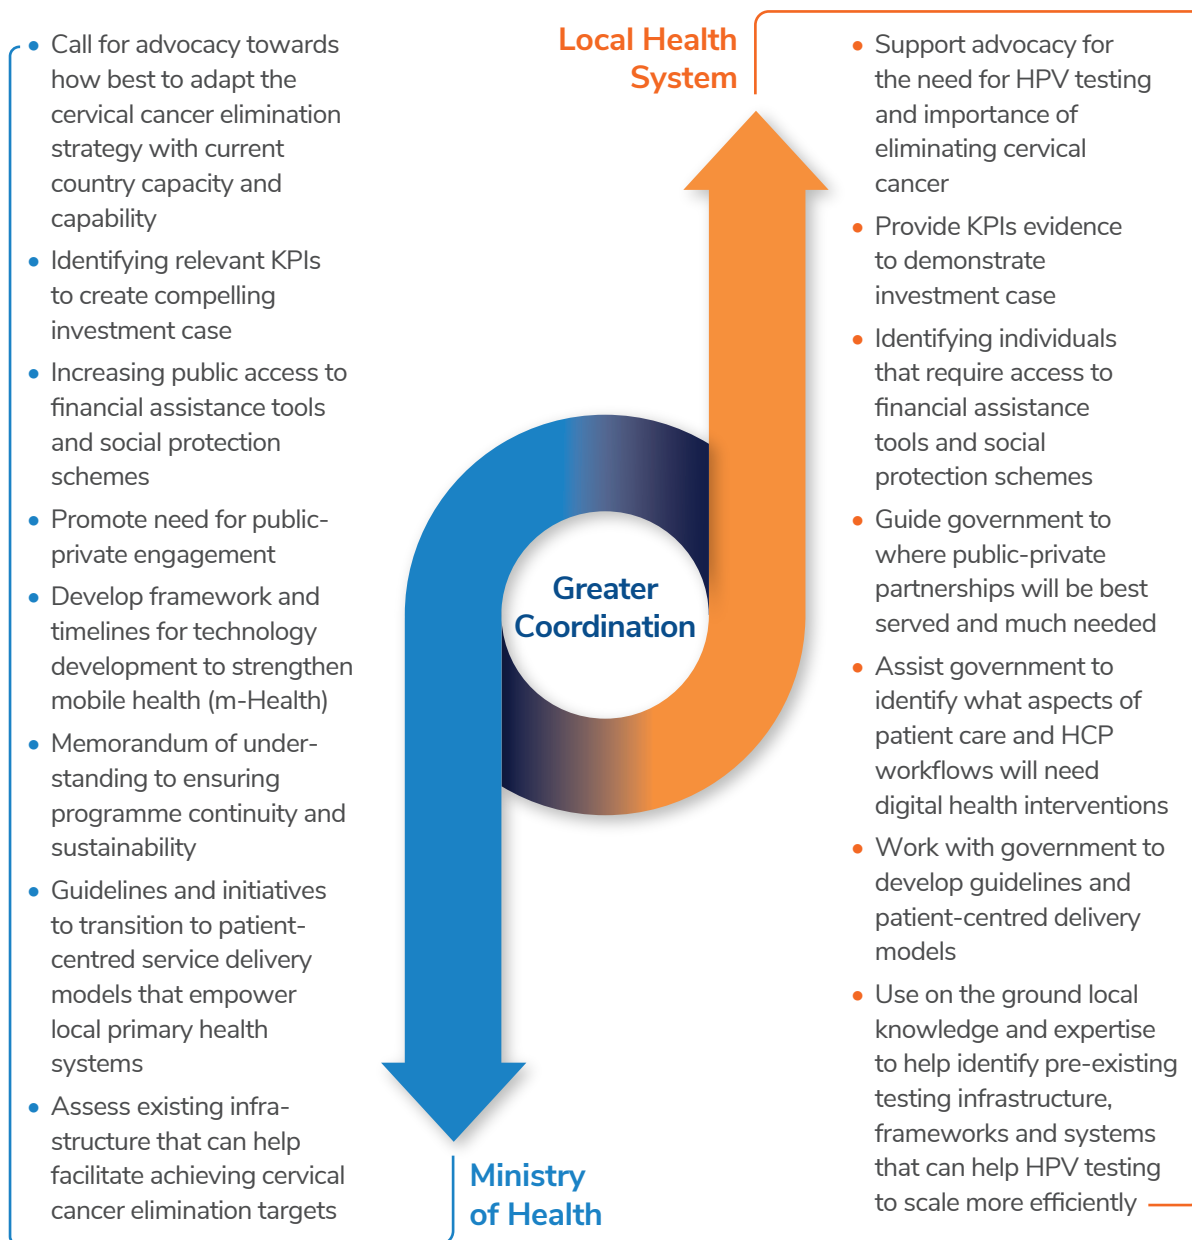 • Call for advocacy towards
how best to adapt the
cervical cancer elimination
strategy with current
country capacity and
capability
• Identifying relevant KPIs
to create compelling
investment case
• Increasing public access to
financial assistance tools
and social protection
schemes
• Promote need for public-
private engagement
• Develop framework and
timelines for technology
development to strengthen
mobile health (m-Health)
• Memorandum of under-
standing to ensuring
programme continuity and
sustainability
• Guidelines and initiatives
to transition to patient-
centred service delivery
models that empower
local primary health
systems
• Assess existing infra-
structure that can help
facilitate achieving cervical
cancer elimination targets
Ministry
of Health
Greater
Coordination
Local Health
System
• Support advocacy for
the need for HPV testing
and importance of
eliminating cervical
cancer
• Provide KPIs evidence
to demonstrate
investment case
• Identifying individuals
that require access to
financial assistance
tools and social
protection schemes
• Guide government to
where public-private
partnerships will be best
served and much needed
• Assist government to
identify what aspects of
patient care and HCP
workflows will need
digital health interventions
• Work with government to
develop guidelines and
patient-centred delivery
models
• Use on the ground local
knowledge and expertise
to help identify pre-existing
testing infrastructure,
frameworks and systems
that can help HPV testing
to scale more efficiently